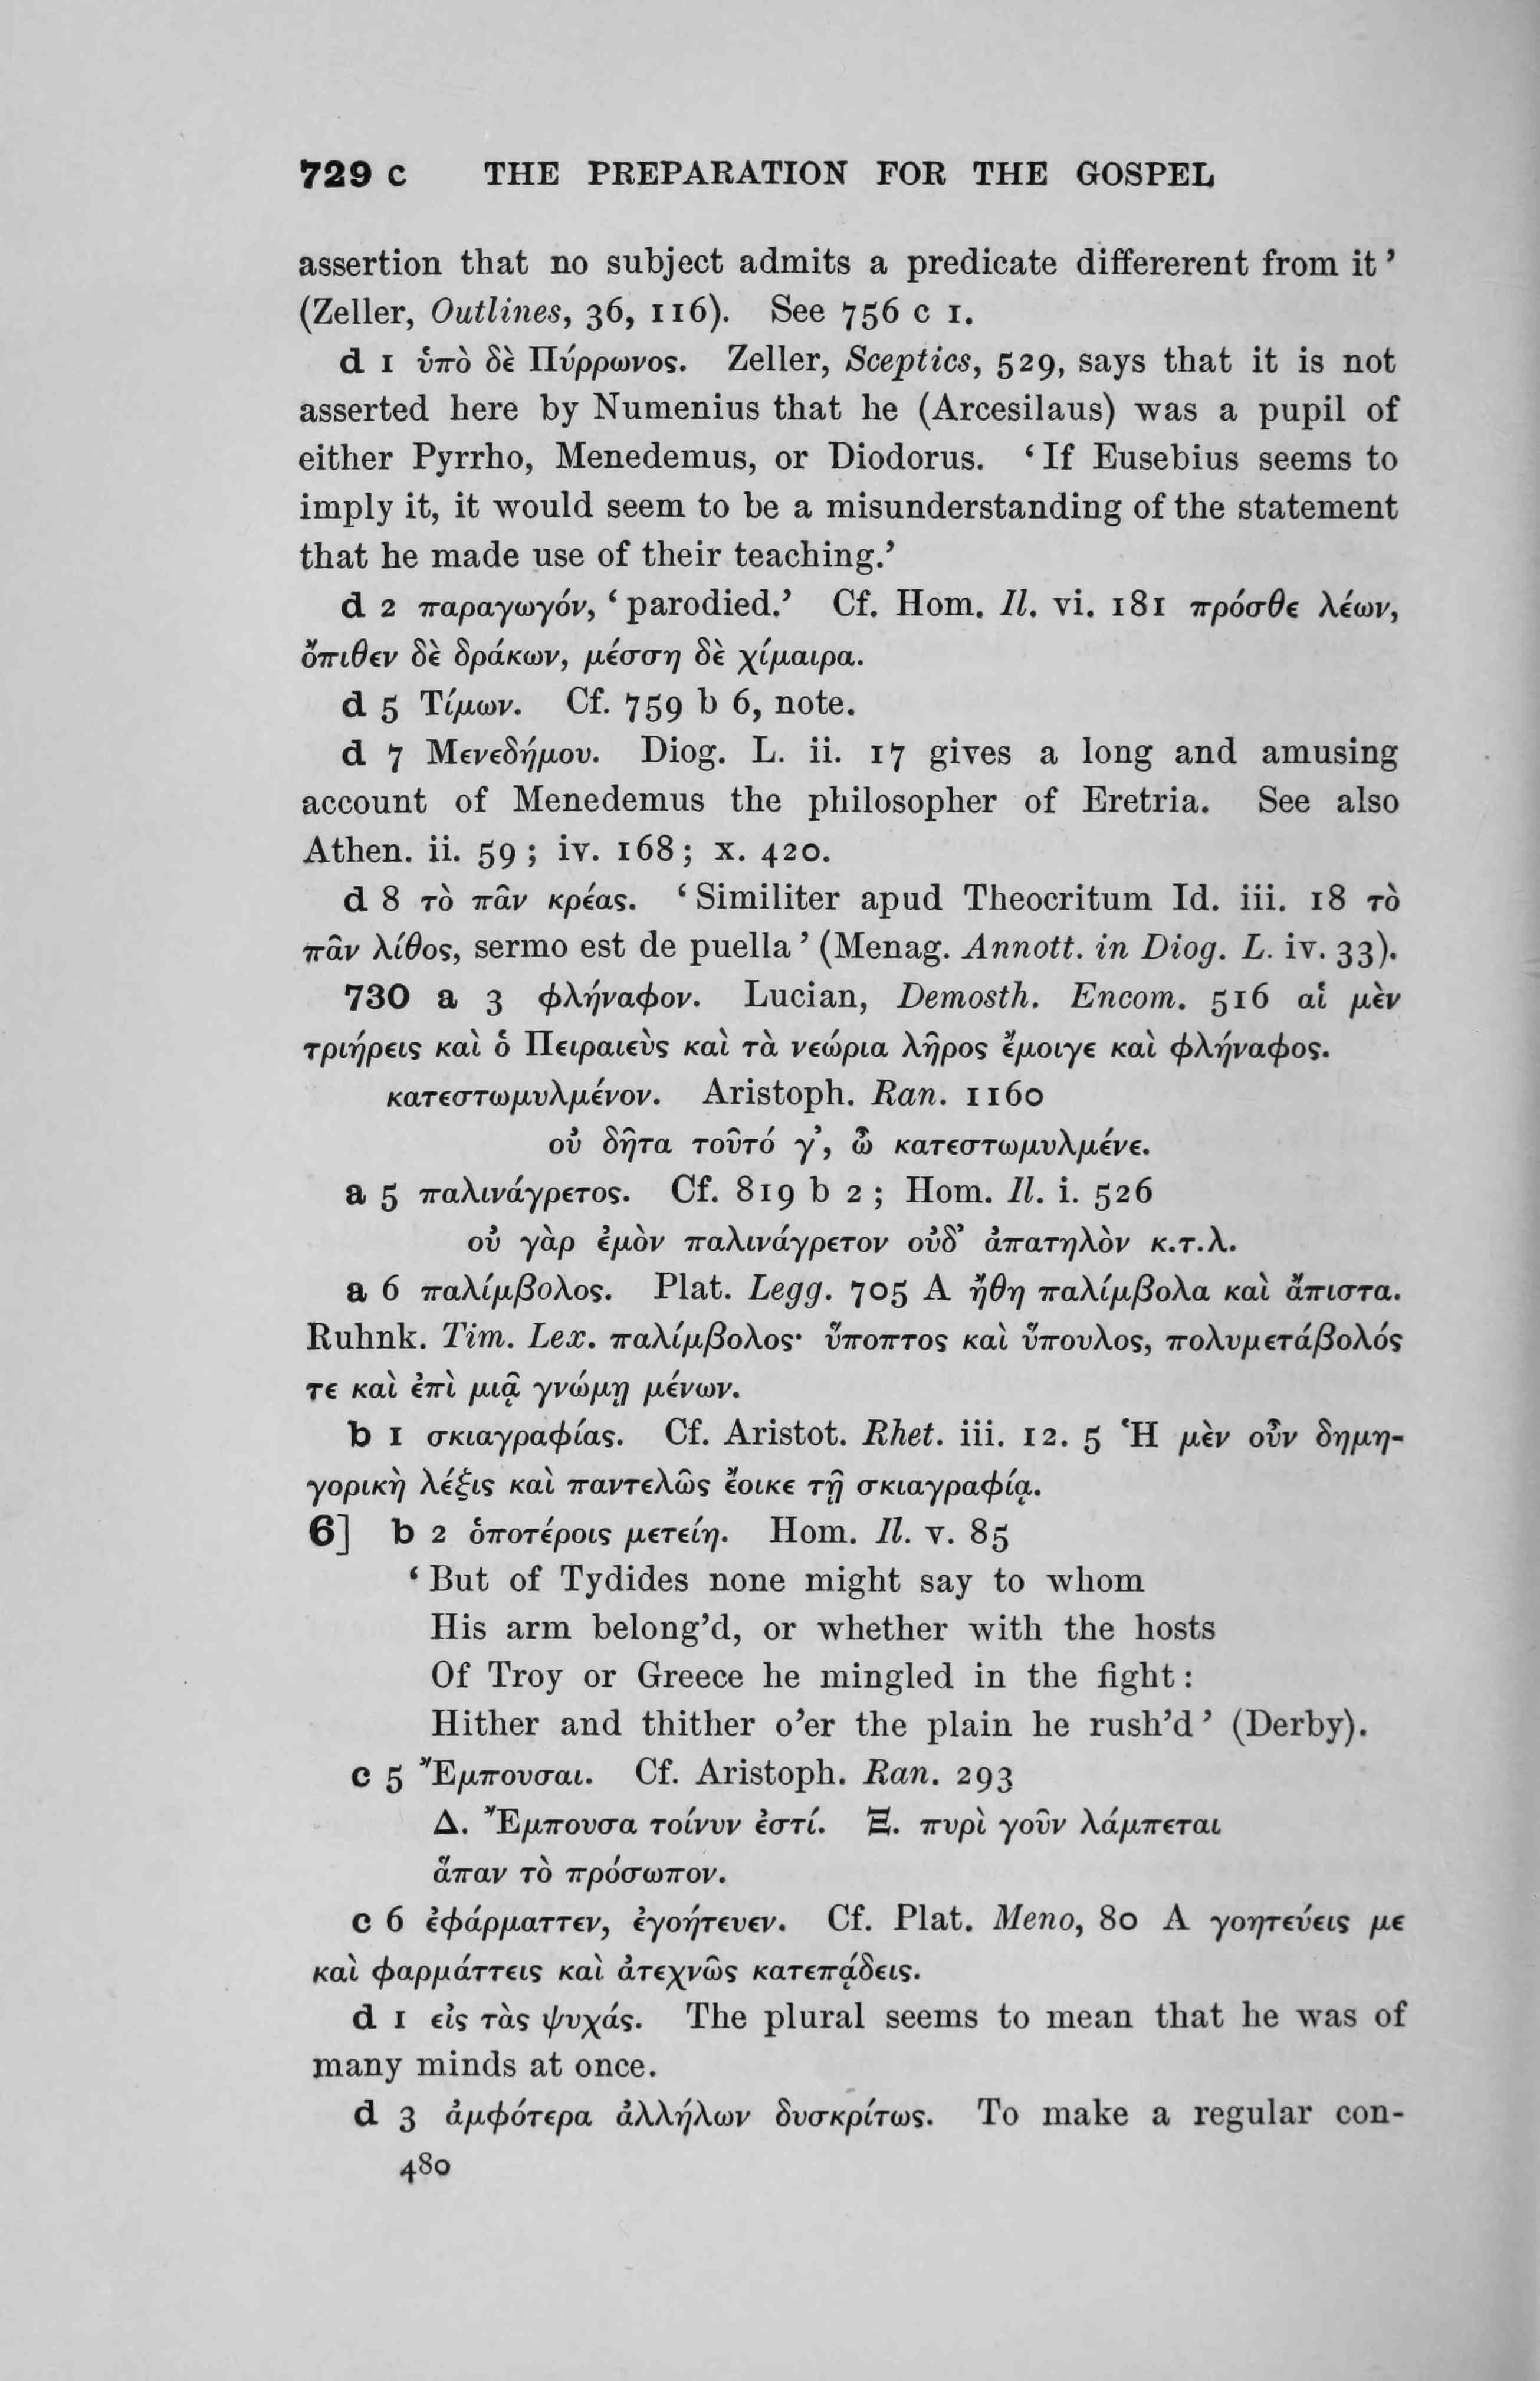 729 c THE PREPARATION FOR THE GOSPEL
assertion that no subject admits a predicate differerent from it’
(Zeller, Outlines, 36, 116). See 756 c 1.
d 1 ὑπὸ δὲ Πύρρωνος. Zeller, Sceptics, 529, says that it is not
asserted here by Numenius that he (Arcesilaus) was a pupil of
either Pyrrho, Menedemus, or Diodorus. ‘If Eusebius seems to
imply it, it would seem to be a misunderstanding of the statement
that he made use of their teaching.’
d 2 παραγωγόν, ‘parodied.’ Cf. Hom. Il. vi. 181 πρόσθε λέων,
ὄπιθεν δὲ δράκων, μέσση δὲ χίμαιρα.
d 5 Τίμων. Cf. 759 b 6, note.
d 7 Μενεδήμου. Diog. L. ii. 17 gives a long and amusing
account of Menedemus the philosopher of Eretria. See also
Athen. ii. 59; iv. 168; x. 420.
d 8 τὸ πᾶν κρέας. ‘Similiter apud Theocritum Id. iii. 18 τὸ
πᾶν λίθος, sermo est de puella’ (Menag. Annott. in Diog. L. iv. 33).
730 a 3 φλήναφον. Lucian, Demosth. Encom. 516 αἱ μὲν
τριήρεις καὶ ὁ Πειραιεὺς καὶ τὰ νεώρια λῆρος ἔμοιγε καὶ φλήναφος.
κατεστωμυλμένον. Aristoph. Ran. 1160
οὐ δῆτα τοῦτό γ’, ὦ κατεστωμυλμένε.
a 5 παλινάγρετος. Cf. 819 b 2; Hom. Il. i. 526
οὐ γὰρ ἐμὸν παλινάγρετον οὐδ’ ἀπατηλὸν κ.τ.λ.
a 6 παλίμβολος. Plat. Legg. 705 A ἤθη παλίμβολα καὶ ἄπιστα.
Ruhnk. Tim. Lex. παλίμβολος· ὕποπτος καὶ ὕπουλος, πολυμετάβολός
τε καὶ ἐπὶ μιᾷ γνώμῃ μένων.
b 1 σκιαγραφίας. Cf. Aristot. Rhet. iii. 12. 5 Ἡ μὲν οὖν δημη-
γορικὴ λέξις καὶ παντελῶς ἔοικε τῇ σκιαγραφίᾳ.
6] b 2 ὁποτέροις μετείη. Hom. Il. v. 85
‘But of Tydides none might say to whom
His arm belong’d, or whether with the hosts
Of Troy or Greece he mingled in the fight:
Hither and thither o’er the plain he rush’d’ (Derby).
c 5 Ἔμπουσαι. Cf. Aristoph. Ran. 293
Δ. Ἔμπουσα τοίνυν ἐστί. Ξ. πυρὶ γοῦν λάμπεται
ἅπαν τὸ πρόσωπον.
c 6 ἐφάρματτεν, ἐγοήτευεν. Cf. Plat. Meno, 80 A γοητεύεις με
καὶ φαρμάττεις καὶ ἀτεχνῶς κατεπᾴδεις.
d 1 εἰς τὰς ψυχάς. The plural seems to mean that he was of
many minds at once.
d 3 ἀμφότερα ἀλλήλων δυσκρίτως. To make a regular con-
480